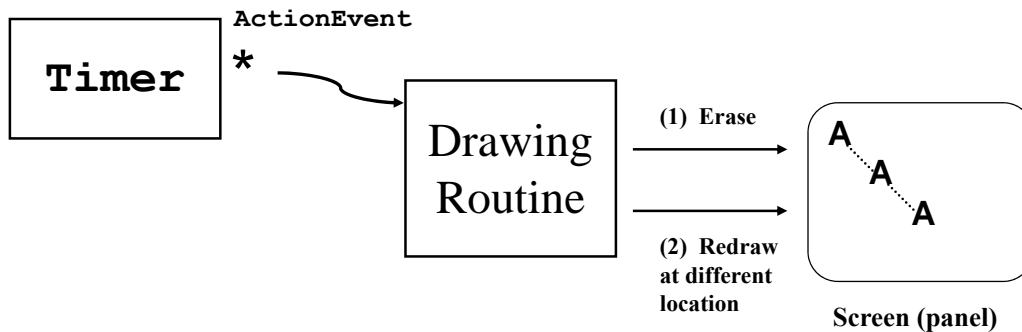 ActionEvent
Timer *
Drawing
Routine
(1) Erase
(2) Redraw
at different
location
A
A
A
Screen (panel)